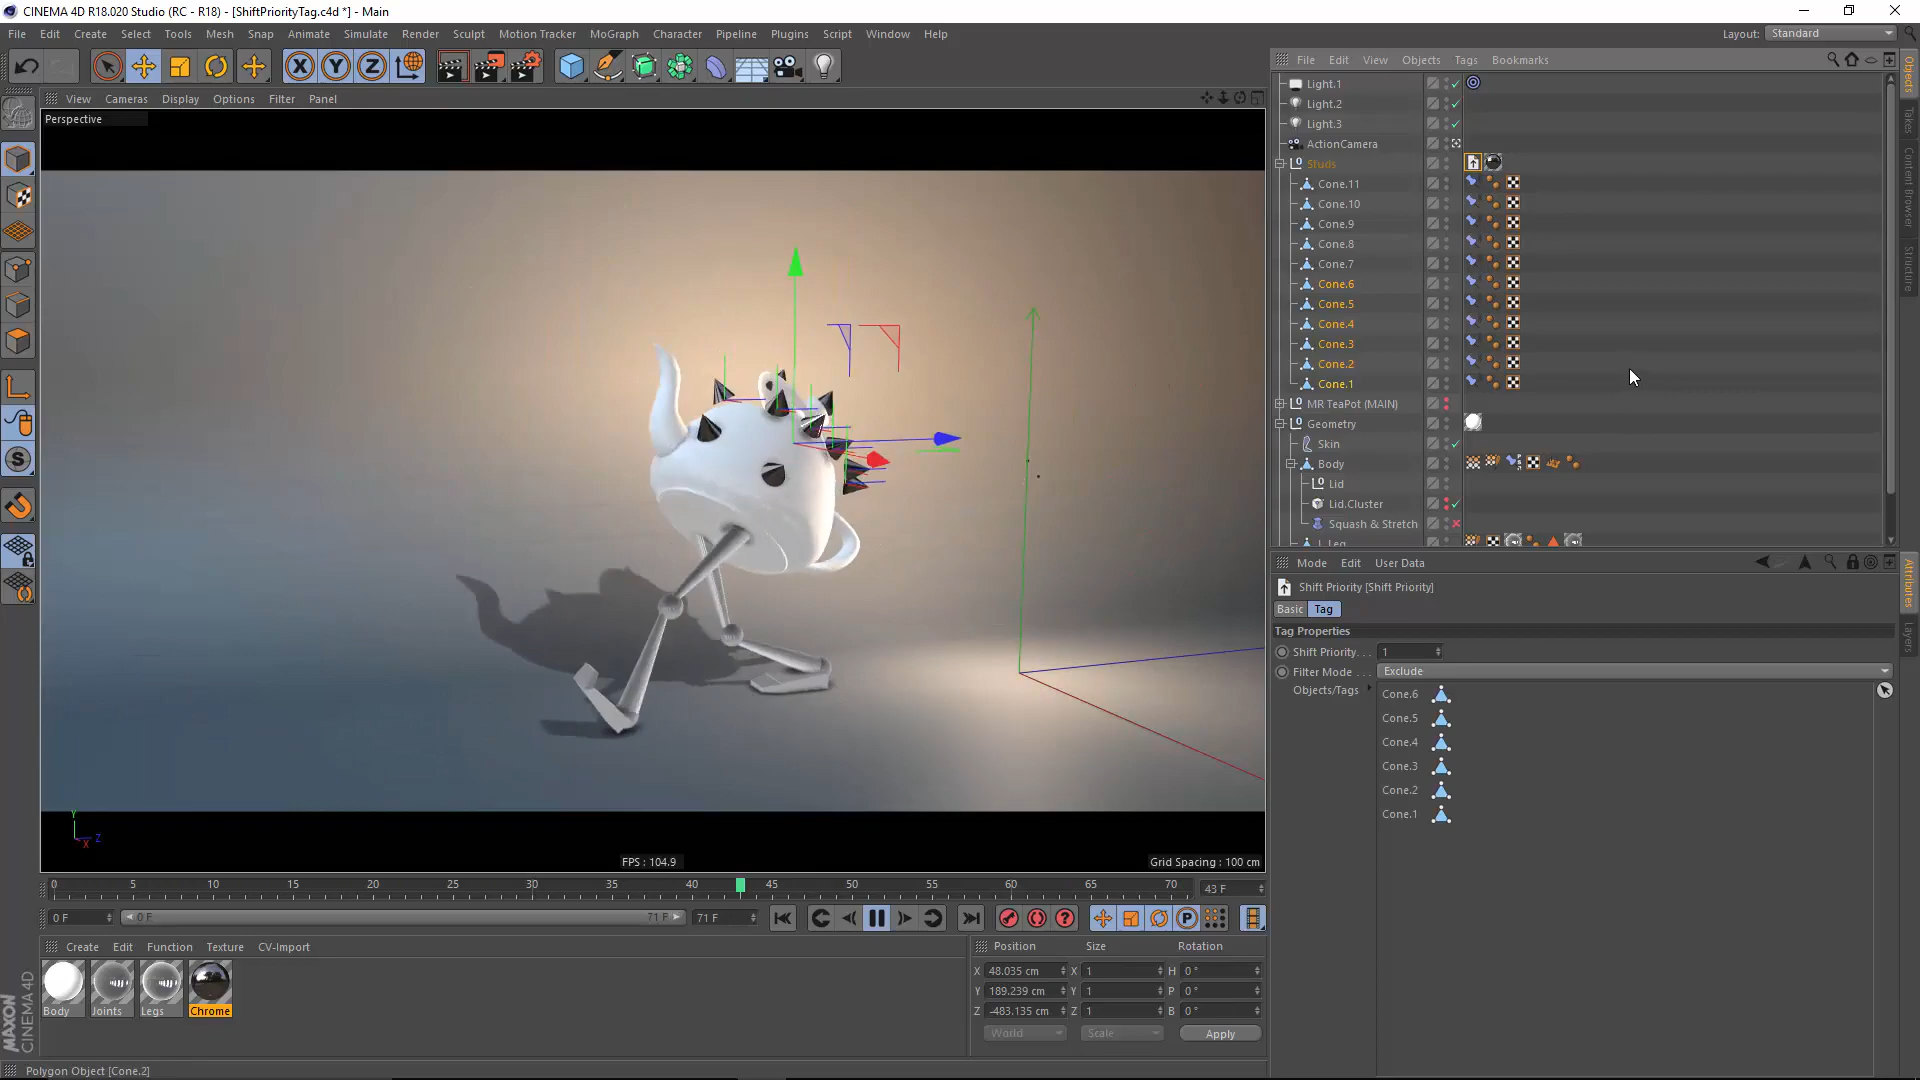 CINEMA 4D R18.020 Studio (RC - R18) - [ShiftPriorityTag.c4d *] - Main
File Edit Create Select Tools Mesh Snap Animate Simulate Render Sculpt Motion Tracker MoGraph Character Pipeline Plugins Script Window Help
Layout: Standard
File Edit View Objects Tags Bookmarks
View Cameras Display Options Filter Panel
Perspective
Light.1
Light.2
Light.3
ActionCamera
Studs
Cone.11
Cone.10
Cone.9
Cone.8
Cone.7
Cone.6
Cone.5
Cone.4
Cone.3
Cone.2
Cone.1
MR TeaPot (MAIN)
Geometry
Skin
Body
Lid
Lid.Cluster
Squash & Stretch
L_Leg
Objects
Takes
Content Browser
Structure
Mode Edit User Data
Shift Priority [Shift Priority]
Basic Tag
Tag Properties
Shift Priority. . . 1
Filter Mode . . . Exclude
Objects/Tags
Cone.6
Cone.5
Cone.4
Cone.3
Cone.2
Cone.1
Attributes
Layers
Y
Z
X
FPS : 104.9
Grid Spacing : 100 cm
0 5 10 15 20 25 30 35 40 45 50 55 60 65 70
43 F
0 F 0 F 71 F 71 F
Create Edit Function Texture CV-Import
Body Joints Legs Chrome
Position Size Rotation
X 48.035 cm X 1 H 0 °
Y 189.239 cm Y 1 P 0 °
Z -483.135 cm Z 1 B 0 °
World Scale Apply
MAXON
CINEMA 4D
Polygon Object [Cone.2]